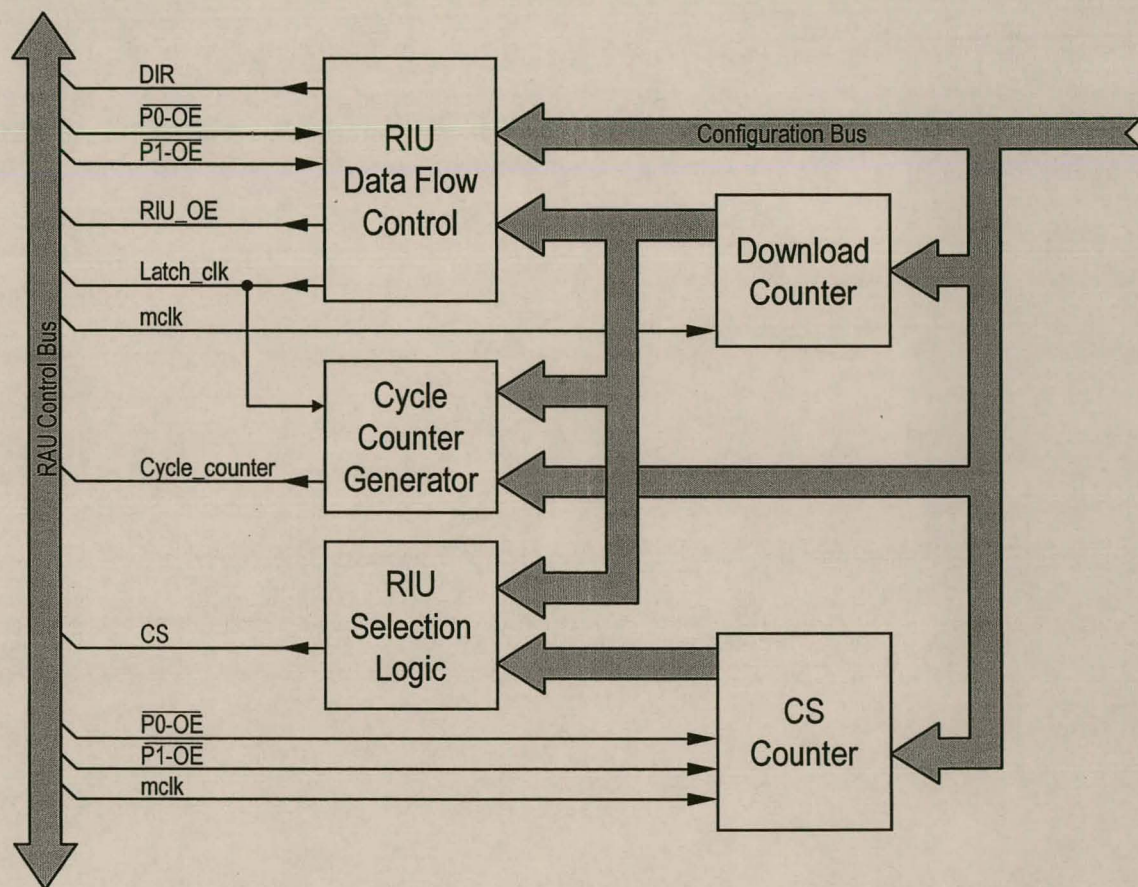 DIR
P0-OE
P1-OE
RIU_OE
Latch_clk
mclk
RAU Control Bus
Cycle_counter
CS
P0-OE
P1-OE
mclk
RIU
Data Flow
Control
Configuration Bus
Download
Counter
Cycle
Counter
Generator
RIU
Selection
Logic
CS
Counter